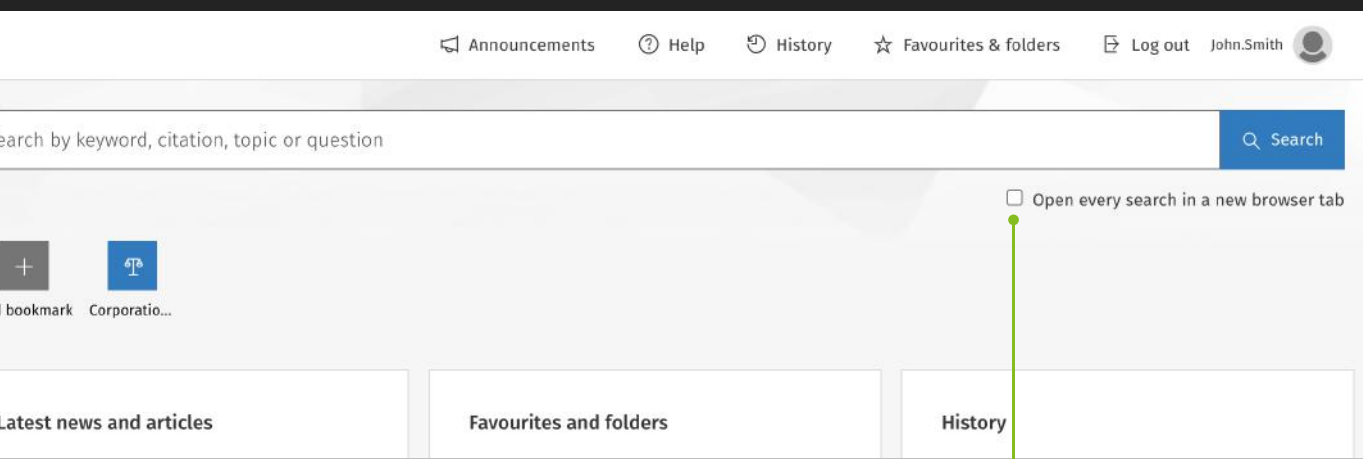 Announcements Help History Favourites & folders Log out John.Smith
earch by keyword, citation, topic or question Search
Open every search in a new browser tab
bookmark Corporatio...
Latest news and articles Favourites and folders History